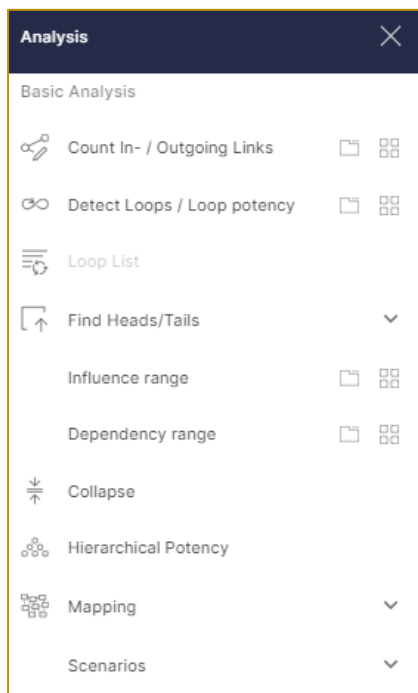 Analysis
Basic Analysis
Count In- / Outgoing Links
Detect Loops / Loop potency
Loop List
Find Heads/Tails
Influence range
Dependency range
Collapse
Hierarchical Potency
Mapping
Scenarios